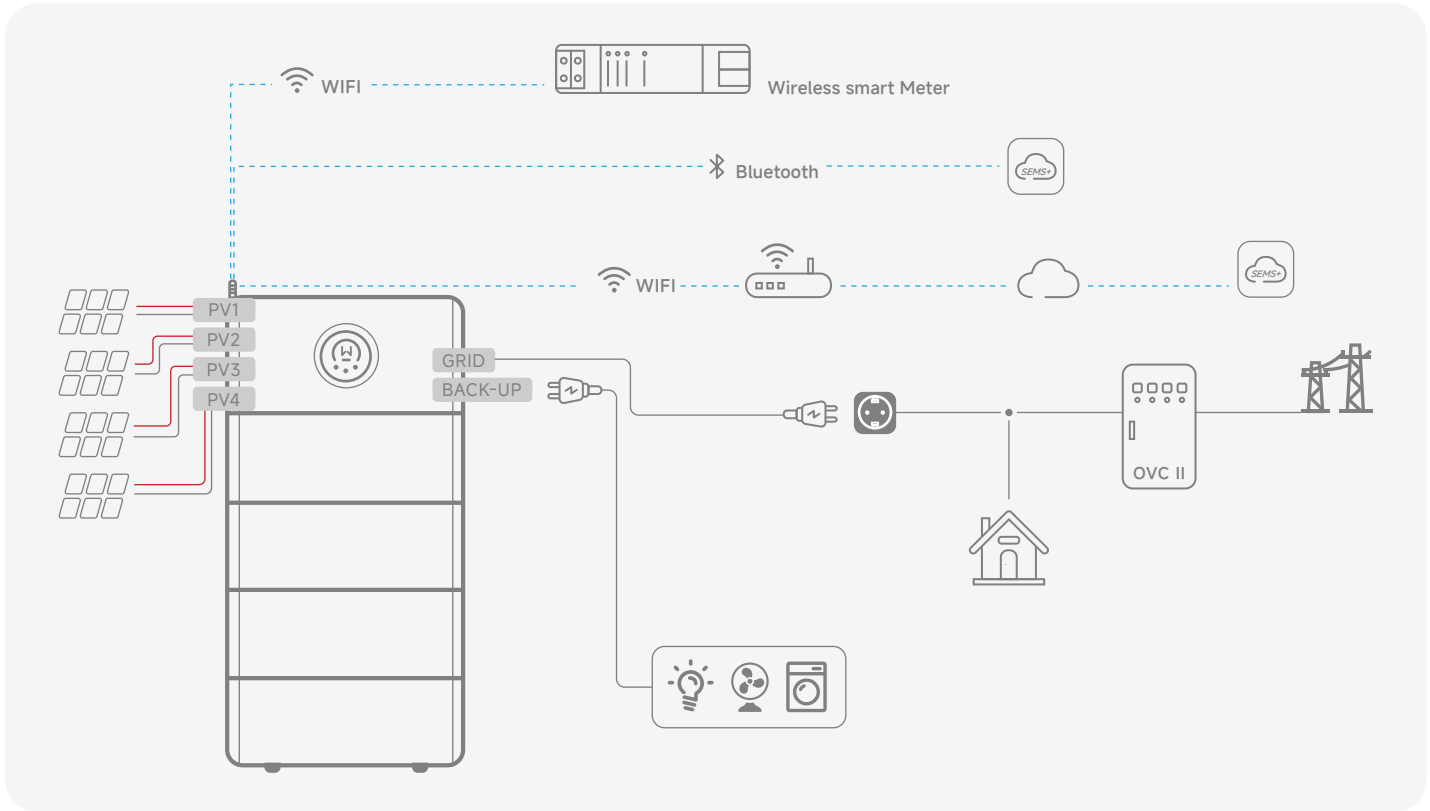 WIFI
Wireless smart Meter
Bluetooth
SEMS+
WIFI
SEMS+
PV1
PV2
PV3
PV4
GRID
BACK-UP
OVC II